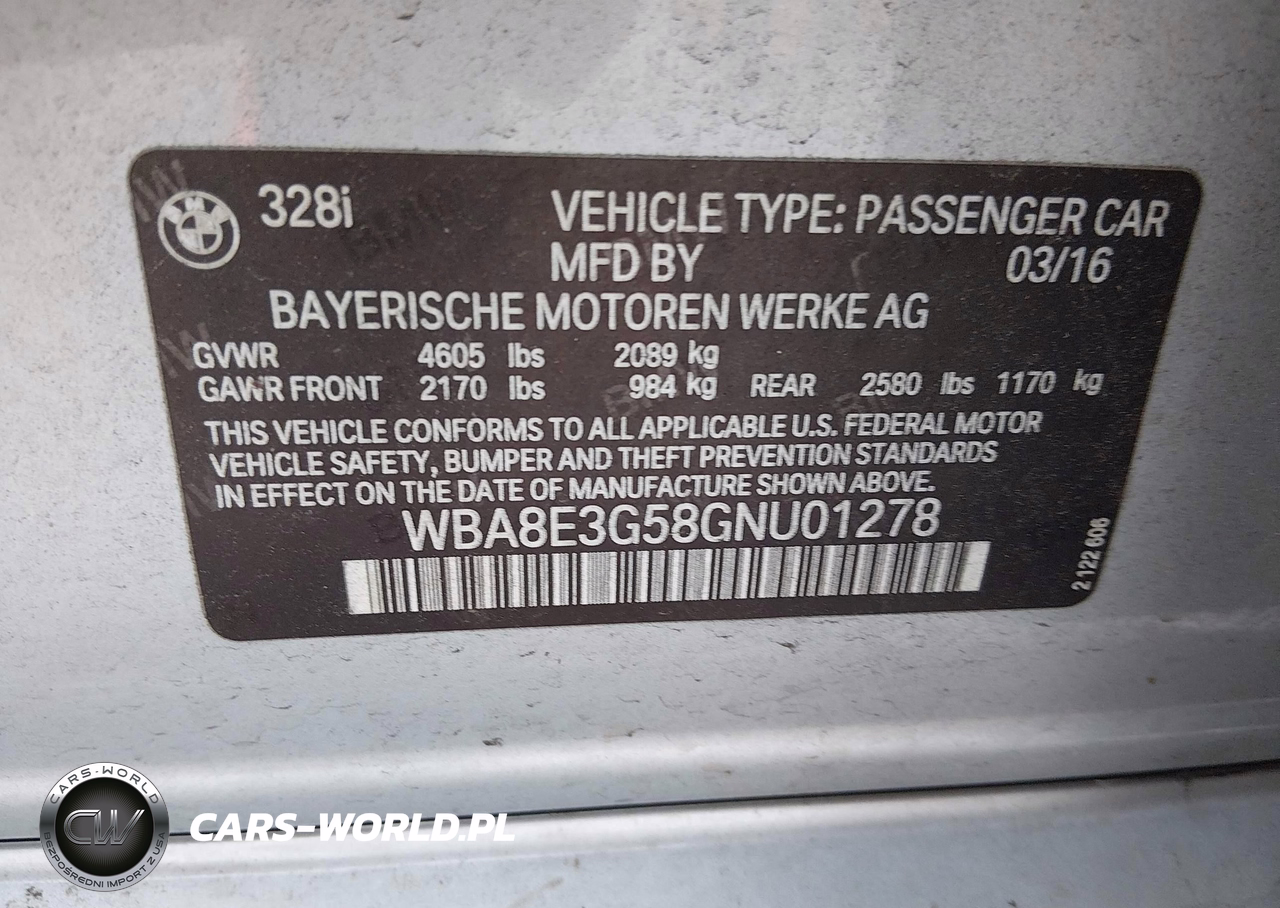 328i
VEHICLE TYPE: PASSENGER CAR
MFD BY 03/16
BAYERISCHE MOTOREN WERKE AG
GVWR 4605 lbs 2089 kg
GAWR FRONT 2170 lbs 984 kg REAR 2580 lbs 1170 kg
THIS VEHICLE CONFORMS TO ALL APPLICABLE U.S. FEDERAL MOTOR
VEHICLE SAFETY, BUMPER AND THEFT PREVENTION STANDARDS
IN EFFECT ON THE DATE OF MANUFACTURE SHOWN ABOVE.
WBA8E3G58GNU01278
2 122 606
CARS-WORLD
CW
BEZPOŚREDNI IMPORT Z USA
CARS-WORLD.PL